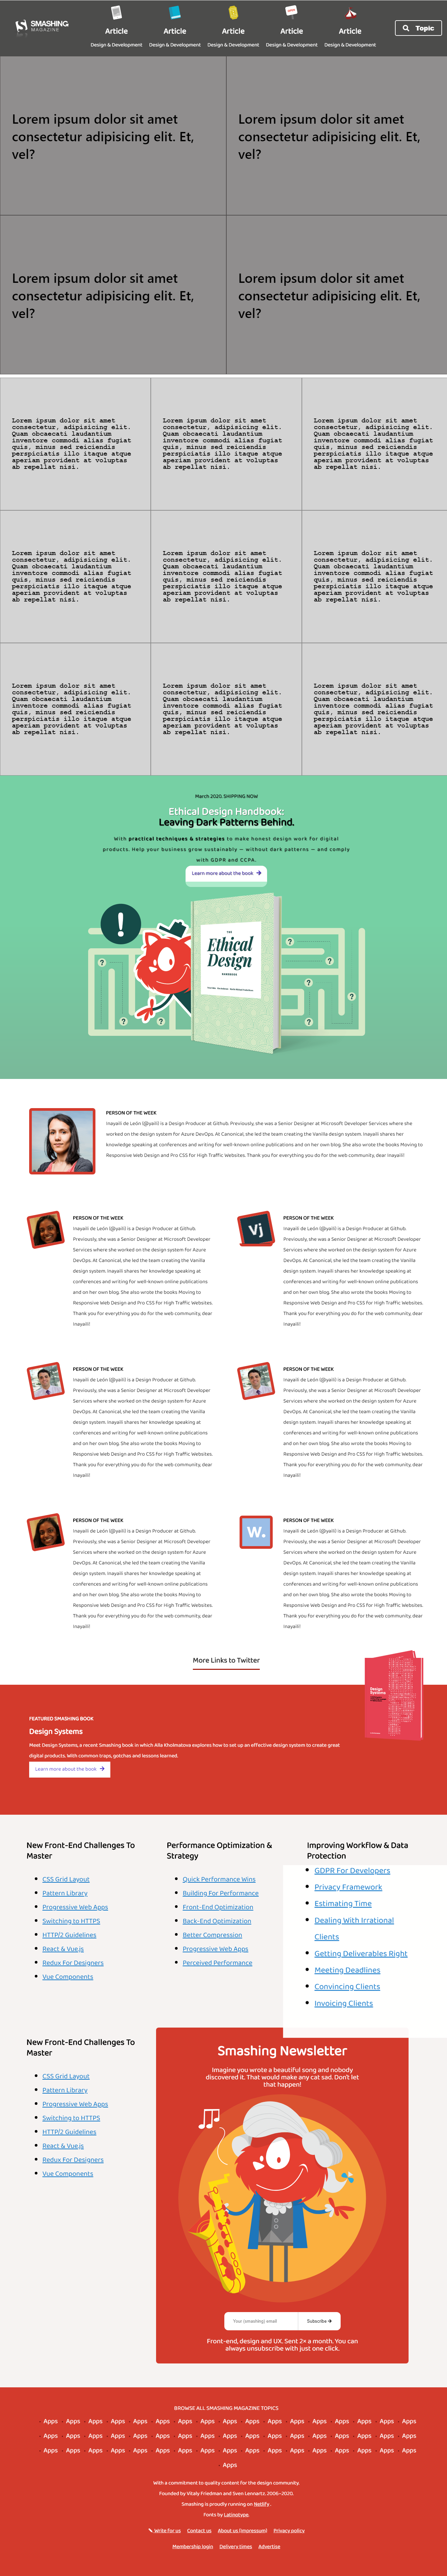 SMASHING
MAGAZINE
Article
Design & Development
Article
Design & Development
Article
Design & Development
Article
Design & Development
Article
Design & Development
Topic
Lorem ipsum dolor sit amet
consectetur adipisicing elit. Et,
vel?
Lorem ipsum dolor sit amet
consectetur adipisicing elit. Et,
vel?
Lorem ipsum dolor sit amet
consectetur adipisicing elit. Et,
vel?
Lorem ipsum dolor sit amet
consectetur adipisicing elit. Et,
vel?
Lorem ipsum dolor sit amet
consectetur, adipisicing elit.
Quam obcaecati laudantium
inventore commodi alias fugiat
quis, minus sed reiciendis
perspiciatis illo itaque atque
aperiam provident at voluptas
ab repellat nisi.
Lorem ipsum dolor sit amet
consectetur, adipisicing elit.
Quam obcaecati laudantium
inventore commodi alias fugiat
quis, minus sed reiciendis
perspiciatis illo itaque atque
aperiam provident at voluptas
ab repellat nisi.
Lorem ipsum dolor sit amet
consectetur, adipisicing elit.
Quam obcaecati laudantium
inventore commodi alias fugiat
quis, minus sed reiciendis
perspiciatis illo itaque atque
aperiam provident at voluptas
ab repellat nisi.
Lorem ipsum dolor sit amet
consectetur, adipisicing elit.
Quam obcaecati laudantium
inventore commodi alias fugiat
quis, minus sed reiciendis
perspiciatis illo itaque atque
aperiam provident at voluptas
ab repellat nisi.
Lorem ipsum dolor sit amet
consectetur, adipisicing elit.
Quam obcaecati laudantium
inventore commodi alias fugiat
quis, minus sed reiciendis
perspiciatis illo itaque atque
aperiam provident at voluptas
ab repellat nisi.
Lorem ipsum dolor sit amet
consectetur, adipisicing elit.
Quam obcaecati laudantium
inventore commodi alias fugiat
quis, minus sed reiciendis
perspiciatis illo itaque atque
aperiam provident at voluptas
ab repellat nisi.
Lorem ipsum dolor sit amet
consectetur, adipisicing elit.
Quam obcaecati laudantium
inventore commodi alias fugiat
quis, minus sed reiciendis
perspiciatis illo itaque atque
aperiam provident at voluptas
ab repellat nisi.
Lorem ipsum dolor sit amet
consectetur, adipisicing elit.
Quam obcaecati laudantium
inventore commodi alias fugiat
quis, minus sed reiciendis
perspiciatis illo itaque atque
aperiam provident at voluptas
ab repellat nisi.
Lorem ipsum dolor sit amet
consectetur, adipisicing elit.
Quam obcaecati laudantium
inventore commodi alias fugiat
quis, minus sed reiciendis
perspiciatis illo itaque atque
aperiam provident at voluptas
ab repellat nisi.
March 2020. SHIPPING NOW
Ethical Design Handbook:
Leaving Dark Patterns Behind.
With practical techniques & strategies to make honest design work for digital
products. Help your business grow sustainably — without dark patterns — and comply
with GDPR and CCPA.
Learn more about the book
!
THE
Ethical
Design
HANDBOOK
? ? ? ? ? ? ? ?
PERSON OF THE WEEK
Inayaili de León (@yaili) is a Design Producer at Github. Previously, she was a Senior Designer at Microsoft Developer Services where she
worked on the design system for Azure DevOps. At Canonical, she led the team creating the Vanilla design system. Inayaili shares her
knowledge speaking at conferences and writing for well-known online publications and on her own blog. She also wrote the books Moving to
Responsive Web Design and Pro CSS for High Traffic Websites. Thank you for everything you do for the web community, dear Inayaili!
PERSON OF THE WEEK
Inayaili de León (@yaili) is a Design Producer at Github.
Previously, she was a Senior Designer at Microsoft Developer
Services where she worked on the design system for Azure
DevOps. At Canonical, she led the team creating the Vanilla
design system. Inayaili shares her knowledge speaking at
conferences and writing for well-known online publications
and on her own blog. She also wrote the books Moving to
Responsive Web Design and Pro CSS for High Traffic Websites.
Thank you for everything you do for the web community, dear
Inayaili!
Vj
PERSON OF THE WEEK
Inayaili de León (@yaili) is a Design Producer at Github.
Previously, she was a Senior Designer at Microsoft Developer
Services where she worked on the design system for Azure
DevOps. At Canonical, she led the team creating the Vanilla
design system. Inayaili shares her knowledge speaking at
conferences and writing for well-known online publications
and on her own blog. She also wrote the books Moving to
Responsive Web Design and Pro CSS for High Traffic Websites.
Thank you for everything you do for the web community, dear
Inayaili!
PERSON OF THE WEEK
Inayaili de León (@yaili) is a Design Producer at Github.
Previously, she was a Senior Designer at Microsoft Developer
Services where she worked on the design system for Azure
DevOps. At Canonical, she led the team creating the Vanilla
design system. Inayaili shares her knowledge speaking at
conferences and writing for well-known online publications
and on her own blog. She also wrote the books Moving to
Responsive Web Design and Pro CSS for High Traffic Websites.
Thank you for everything you do for the web community, dear
Inayaili!
PERSON OF THE WEEK
Inayaili de León (@yaili) is a Design Producer at Github.
Previously, she was a Senior Designer at Microsoft Developer
Services where she worked on the design system for Azure
DevOps. At Canonical, she led the team creating the Vanilla
design system. Inayaili shares her knowledge speaking at
conferences and writing for well-known online publications
and on her own blog. She also wrote the books Moving to
Responsive Web Design and Pro CSS for High Traffic Websites.
Thank you for everything you do for the web community, dear
Inayaili!
PERSON OF THE WEEK
Inayaili de León (@yaili) is a Design Producer at Github.
Previously, she was a Senior Designer at Microsoft Developer
Services where she worked on the design system for Azure
DevOps. At Canonical, she led the team creating the Vanilla
design system. Inayaili shares her knowledge speaking at
conferences and writing for well-known online publications
and on her own blog. She also wrote the books Moving to
Responsive Web Design and Pro CSS for High Traffic Websites.
Thank you for everything you do for the web community, dear
Inayaili!
W.
PERSON OF THE WEEK
Inayaili de León (@yaili) is a Design Producer at Github.
Previously, she was a Senior Designer at Microsoft Developer
Services where she worked on the design system for Azure
DevOps. At Canonical, she led the team creating the Vanilla
design system. Inayaili shares her knowledge speaking at
conferences and writing for well-known online publications
and on her own blog. She also wrote the books Moving to
Responsive Web Design and Pro CSS for High Traffic Websites.
Thank you for everything you do for the web community, dear
Inayaili!
More Links to Twitter
FEATURED SMASHING BOOK
Design Systems
Meet Design Systems, a recent Smashing book in which Alla Kholmatova explores how to set up an effective design system to create great
digital products. With common traps, gotchas and lessons learned.
Learn more about the book
Design
Systems
New Front-End Challenges To
Master
CSS Grid Layout
Pattern Library
Progressive Web Apps
Switching to HTTPS
HTTP/2 Guidelines
React & Vue.js
Redux For Designers
Vue Components
Performance Optimization &
Strategy
Quick Performance Wins
Building For Performance
Front-End Optimization
Back-End Optimization
Better Compression
Progressive Web Apps
Perceived Performance
Improving Workflow & Data
Protection
GDPR For Developers
Privacy Framework
Estimating Time
Dealing With Irrational
Clients
Getting Deliverables Right
Meeting Deadlines
Convincing Clients
Invoicing Clients
New Front-End Challenges To
Master
CSS Grid Layout
Pattern Library
Progressive Web Apps
Switching to HTTPS
HTTP/2 Guidelines
React & Vue.js
Redux For Designers
Vue Components
Smashing Newsletter
Imagine you wrote a beautiful song and nobody
discovered it. That would make any cat sad. Don't let
that happen!
Your (smashing) email
Subscribe
Front-end, design and UX. Sent 2× a month. You can
always unsubscribe with just one click.
BROWSE ALL SMASHING MAGAZINE TOPICS
Apps Apps Apps Apps Apps Apps Apps Apps Apps Apps Apps Apps Apps Apps Apps Apps Apps
Apps Apps Apps Apps Apps Apps Apps Apps Apps Apps Apps Apps Apps Apps Apps Apps Apps
Apps Apps Apps Apps Apps Apps Apps Apps Apps Apps Apps Apps Apps Apps Apps Apps Apps
Apps
With a commitment to quality content for the design community.
Founded by Vitaly Friedman and Sven Lennartz. 2006–2020.
Smashing is proudly running on Netlify.
Fonts by Latinotype.
Write for us Contact us About us (Impressum) Privacy policy
Membership login Delivery times Advertise